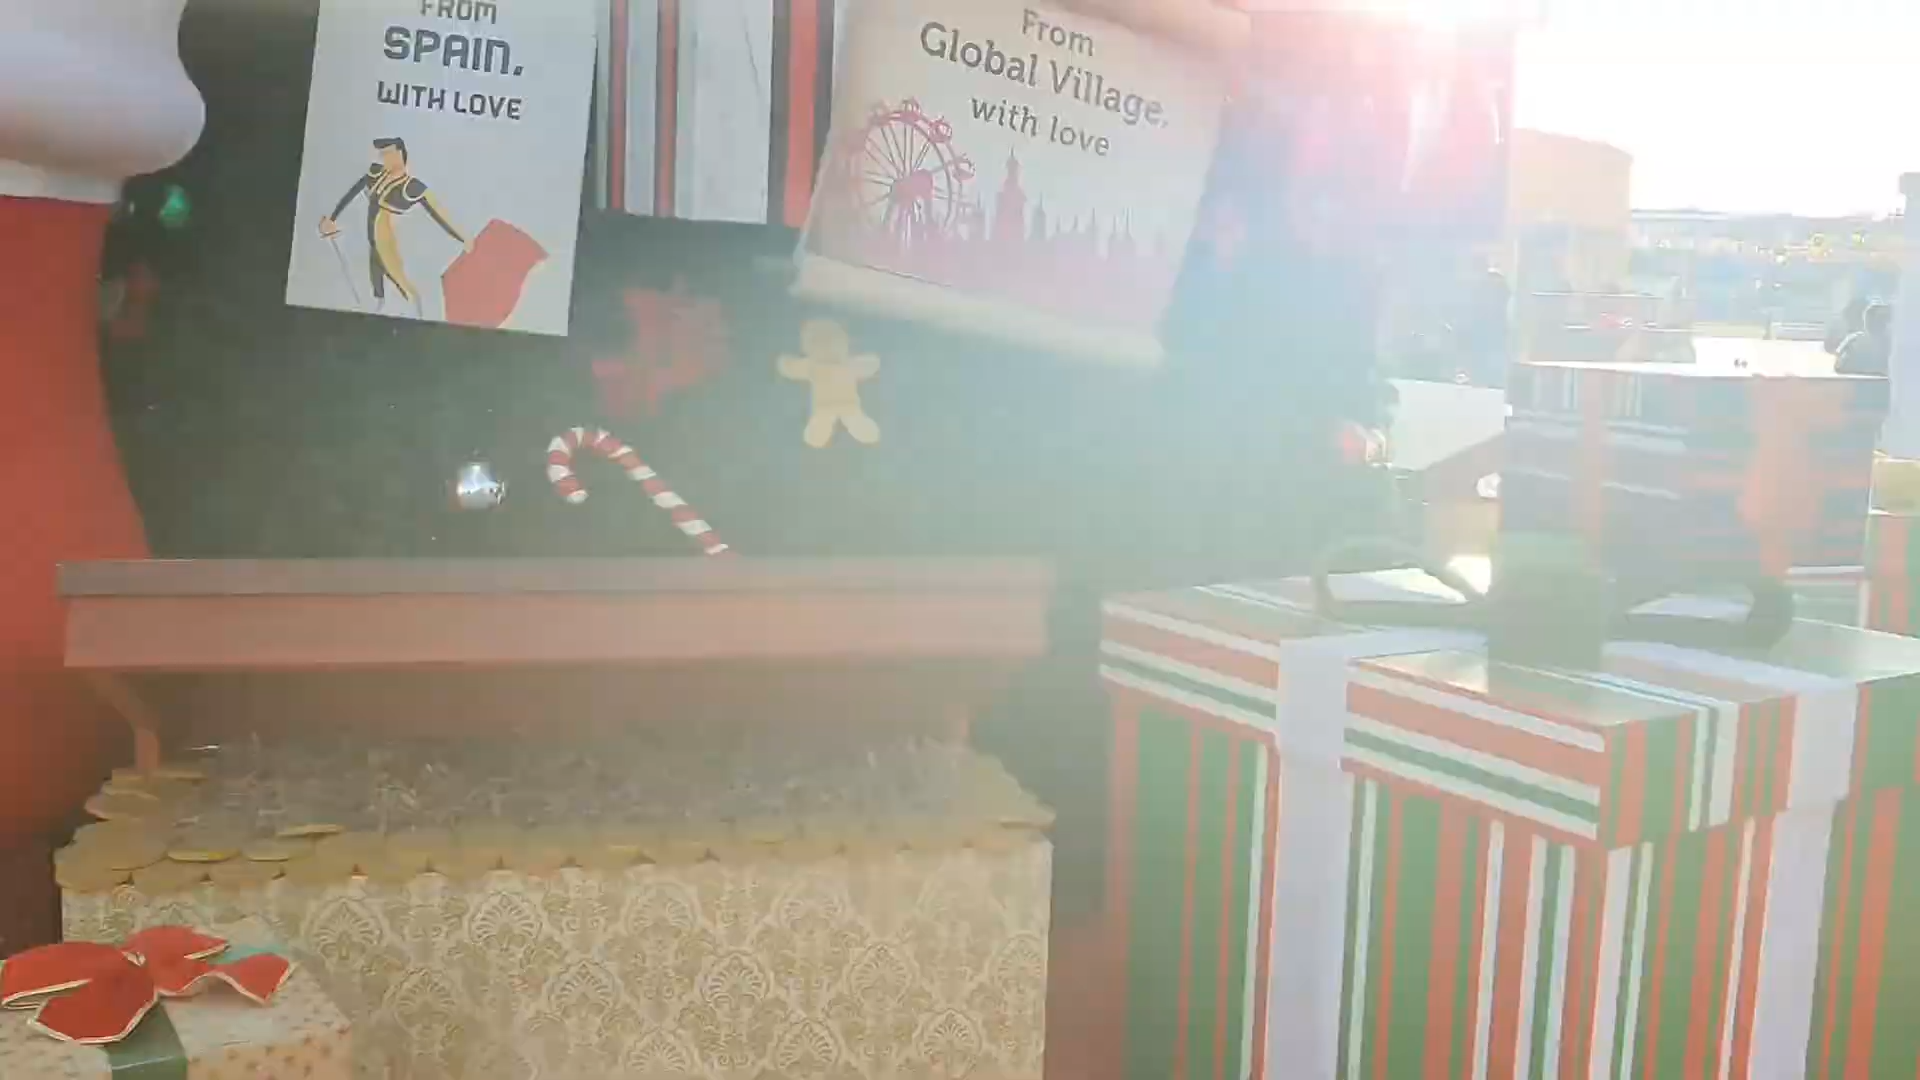 FROM
SPAIN,
WITH LOVE
From
Global Village,
with love